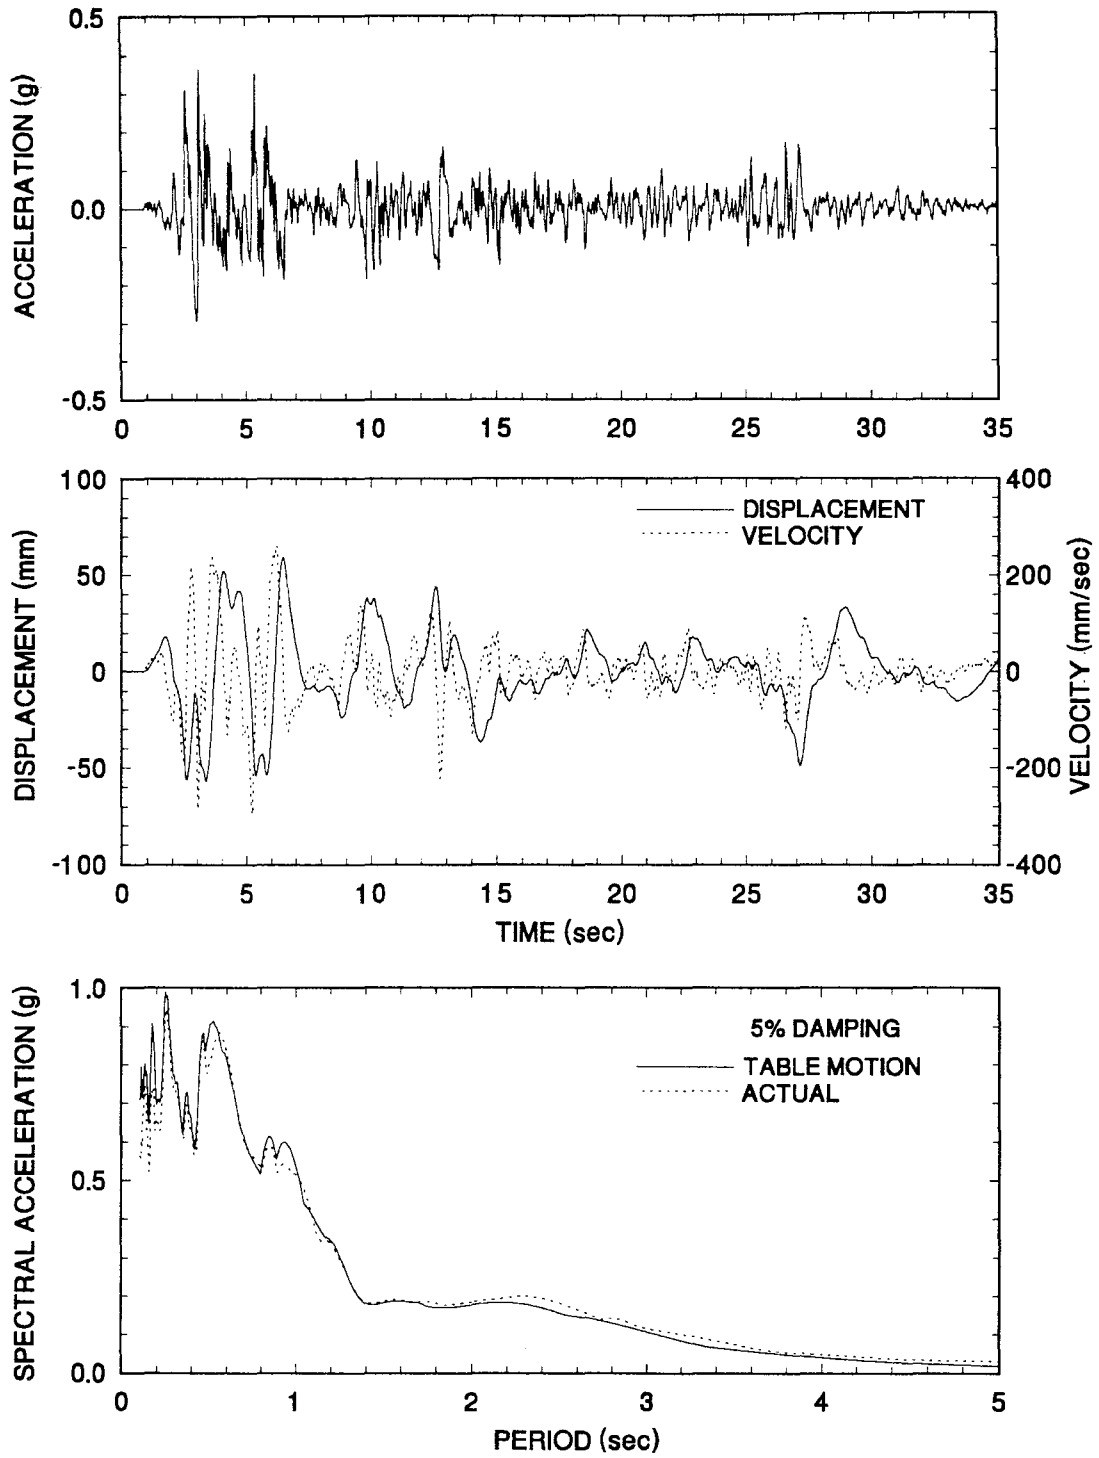 ACCELERATION (g)
0.5
0.0
-0.5
0 5 10 15 20 25 30 35
DISPLACEMENT (mm)
100
50
0
-50
-100
DISPLACEMENT
VELOCITY
400
200
0
-200
-400
VELOCITY (mm/sec)
0 5 10 15 20 25 30 35
TIME (sec)
SPECTRAL ACCELERATION (g)
1.0
0.5
0.0
5% DAMPING
TABLE MOTION
ACTUAL
0 1 2 3 4 5
PERIOD (sec)